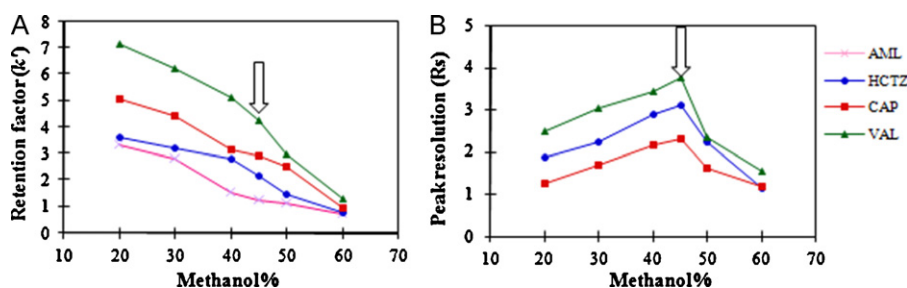 A
Retention factor (k')
8
7
6
5
4
3
2
1
0
10 20 30 40 50 60 70
Methanol%
B
Peak resolution (Rs)
5
4
3
2
1
0
10 20 30 40 50 60 70
Methanol%
AML
HCTZ
CAP
VAL